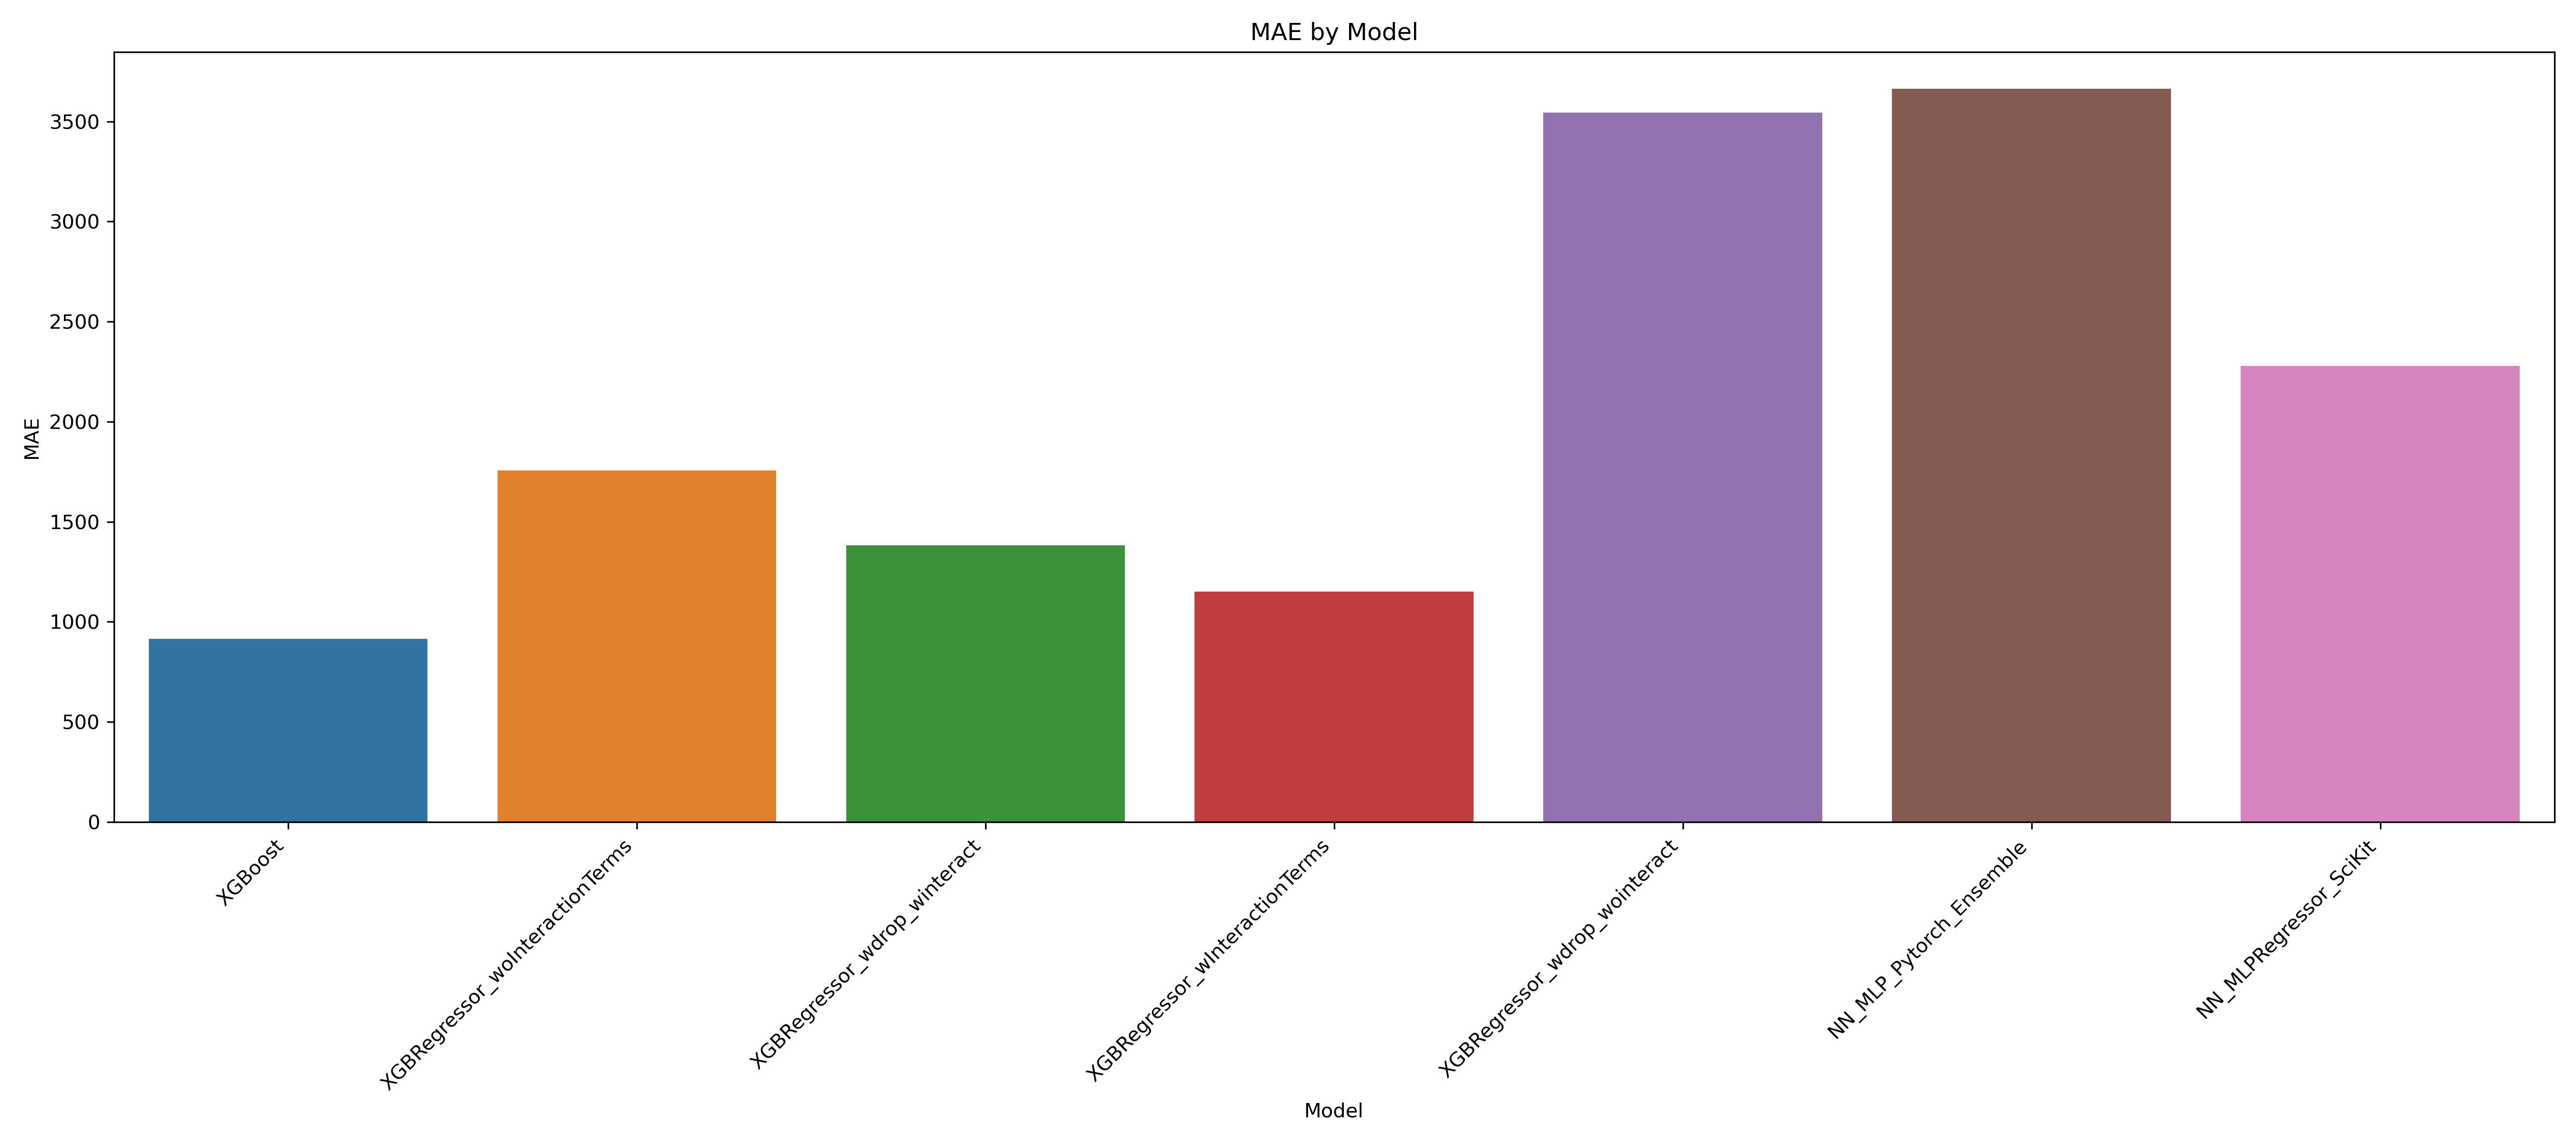 MAE by Model
MAE
3500
3000
2500
2000
1500
1000
500
0
XGBoost
XGBRegressor_woInteractionTerms
XGBRegressor_wdrop_winteract
XGBRegressor_wInteractionTerms
XGBRegressor_wdrop_wointeract
NN_MLP_Pytorch_Ensemble
NN_MLPRegressor_SciKit
Model